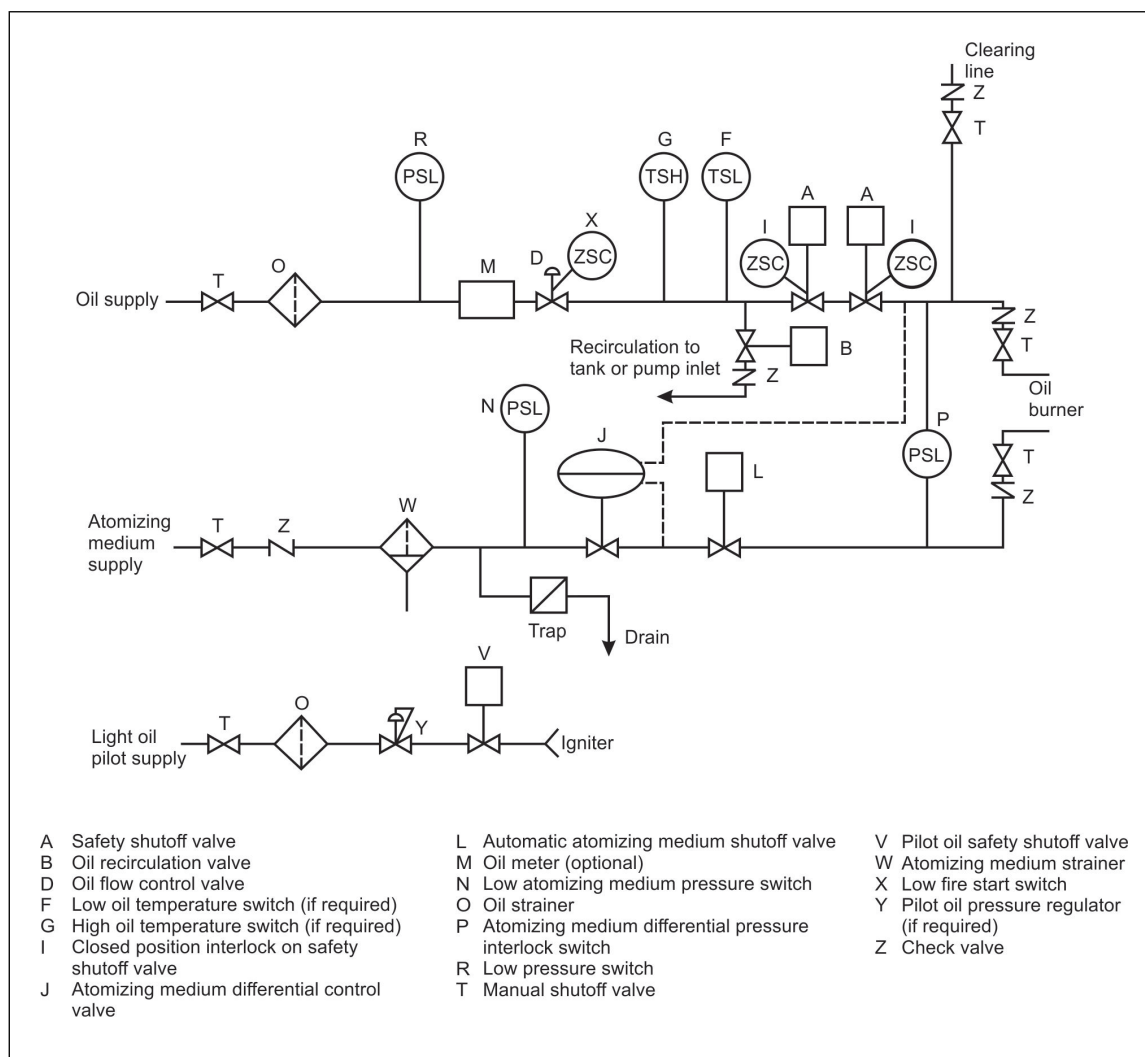 Clearing
line
Z
T
R
PSL
G
TSH
F
TSL
A
A
I
ZSC
I
ZSC
X
ZSC
D
M
O
T
Oil supply
Z
T
Oil
burner
Recirculation to
tank or pump inlet
B
Z
N
PSL
J
L
P
PSL
T
Z
W
Atomizing
medium
supply
T
Z
Trap
Drain
V
O
T
Y
Light oil
pilot supply
Igniter
A Safety shutoff valve
B Oil recirculation valve
D Oil flow control valve
F Low oil temperature switch (if required)
G High oil temperature switch (if required)
I Closed position interlock on safety
shutoff valve
J Atomizing medium differential control
valve
L Automatic atomizing medium shutoff valve
M Oil meter (optional)
N Low atomizing medium pressure switch
O Oil strainer
P Atomizing medium differential pressure
interlock switch
R Low pressure switch
T Manual shutoff valve
V Pilot oil safety shutoff valve
W Atomizing medium strainer
X Low fire start switch
Y Pilot oil pressure regulator
(if required)
Z Check valve